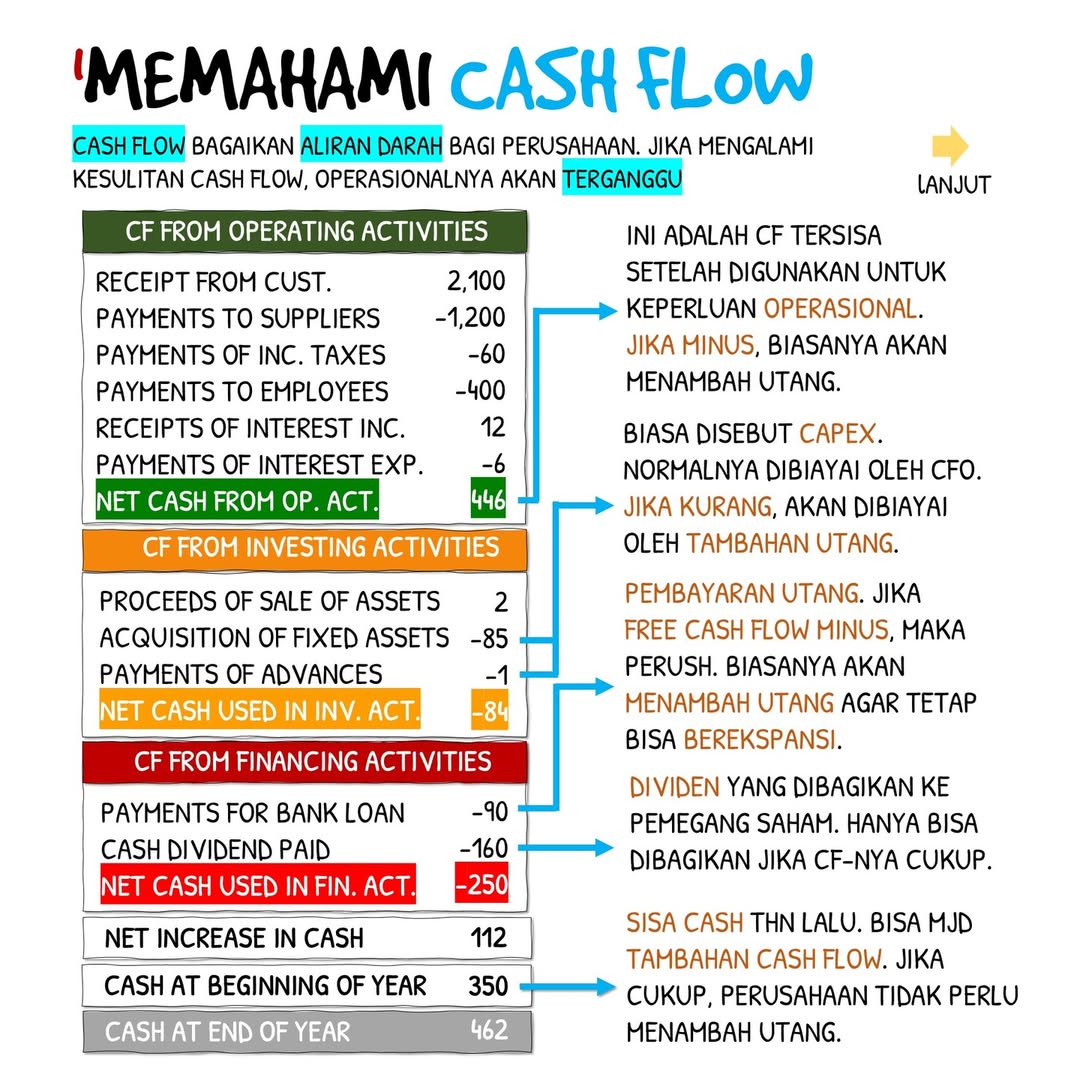 'MEMAHAMI CASH FLOW
CASH FLOW BAGAIKAN ALIRAN DARAH BAGI PERUSAHAAN. JIKA MENGALAMI
KESULITAN CASH FLOW, OPERASIONALNYA AKAN TERGANGGU
LANJUT
CF FROM OPERATING ACTIVITIES
RECEIPT FROM CUST. 2,100
PAYMENTS TO SUPPLIERS -1,200
PAYMENTS OF INC. TAXES -60
PAYMENTS TO EMPLOYEES -400
RECEIPTS OF INTEREST INC. 12
PAYMENTS OF INTEREST EXP. -6
NET CASH FROM OP. ACT. 446
INI ADALAH CF TERSISA
SETELAH DIGUNAKAN UNTUK
KEPERLUAN OPERASIONAL.
JIKA MINUS, BIASANYA AKAN
MENAMBAH UTANG.
CF FROM INVESTING ACTIVITIES
PROCEEDS OF SALE OF ASSETS 2
ACQUISITION OF FIXED ASSETS -85
PAYMENTS OF ADVANCES -1
NET CASH USED IN INV. ACT. -84
BIASA DISEBUT CAPEX.
NORMALNYA DIBIAYAI OLEH CFO.
JIKA KURANG, AKAN DIBIAYAI
OLEH TAMBAHAN UTANG.
CF FROM FINANCING ACTIVITIES
PAYMENTS FOR BANK LOAN -90
CASH DIVIDEND PAID -160
NET CASH USED IN FIN. ACT. -250
PEMBAYARAN UTANG. JIKA
FREE CASH FLOW MINUS, MAKA
PERUSH. BIASANYA AKAN
MENAMBAH UTANG AGAR TETAP
BISA BEREKSPANSI.
DIVIDEN YANG DIBAGIKAN KE
PEMEGANG SAHAM. HANYA BISA
DIBAGIKAN JIKA CF-NYA CUKUP.
NET INCREASE IN CASH 112
CASH AT BEGINNING OF YEAR 350
CASH AT END OF YEAR 462
SISA CASH THN LALU. BISA MJD
TAMBAHAN CASH FLOW. JIKA
CUKUP, PERUSAHAAN TIDAK PERLU
MENAMBAH UTANG.